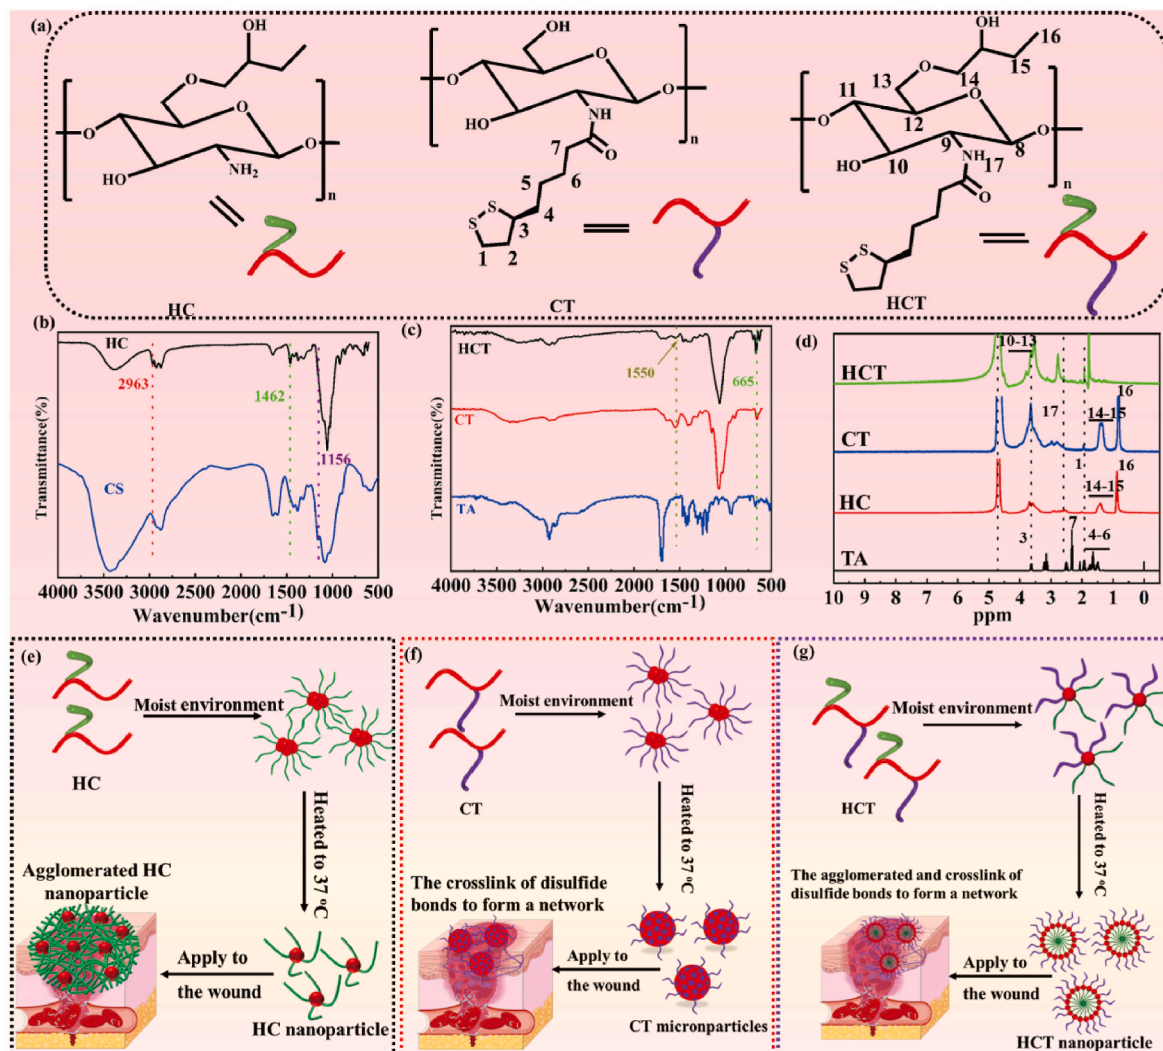 (a)
OH
O
O
O
O
HO
NH₂
n
HC
OH
O
O
O
HO
NH
n
7
O
6
5
S
S
4
3
1
2
CT
OH
16
O
15
13
14
11
O
O
O
12
9
8
HO
10
NH
17
n
O
S
S
HCT
(b)
HC
2963
1462
1156
CS
Transmittance(%)
4000 3500 3000 2500 2000 1500 1000 500
Wavenumber(cm-1)
(c)
HCT
1550
665
CT
TA
Transmittance(%)
4000 3500 3000 2500 2000 1500 1000 500
Wavenumber(cm-1)
(d)
10-13
HCT
16
17
14-15
CT
1
16
14-15
HC
7
3
4-6
TA
10 9 8 7 6 5 4 3 2 1 0
ppm
(e)
Moist environment
HC
Heated to 37 ºC
Agglomerated HC
nanoparticle
Apply to
the wound
HC nanoparticle
(f)
Moist environment
CT
Heated to 37 ºC
The crosslink of disulfide
bonds to form a network
Apply to
the wound
CT micronparticles
(g)
Moist environment
HCT
Heated to 37 ºC
The agglomerated and crosslink of
disulfide bonds to form a network
Apply to
the wound
HCT nanoparticle